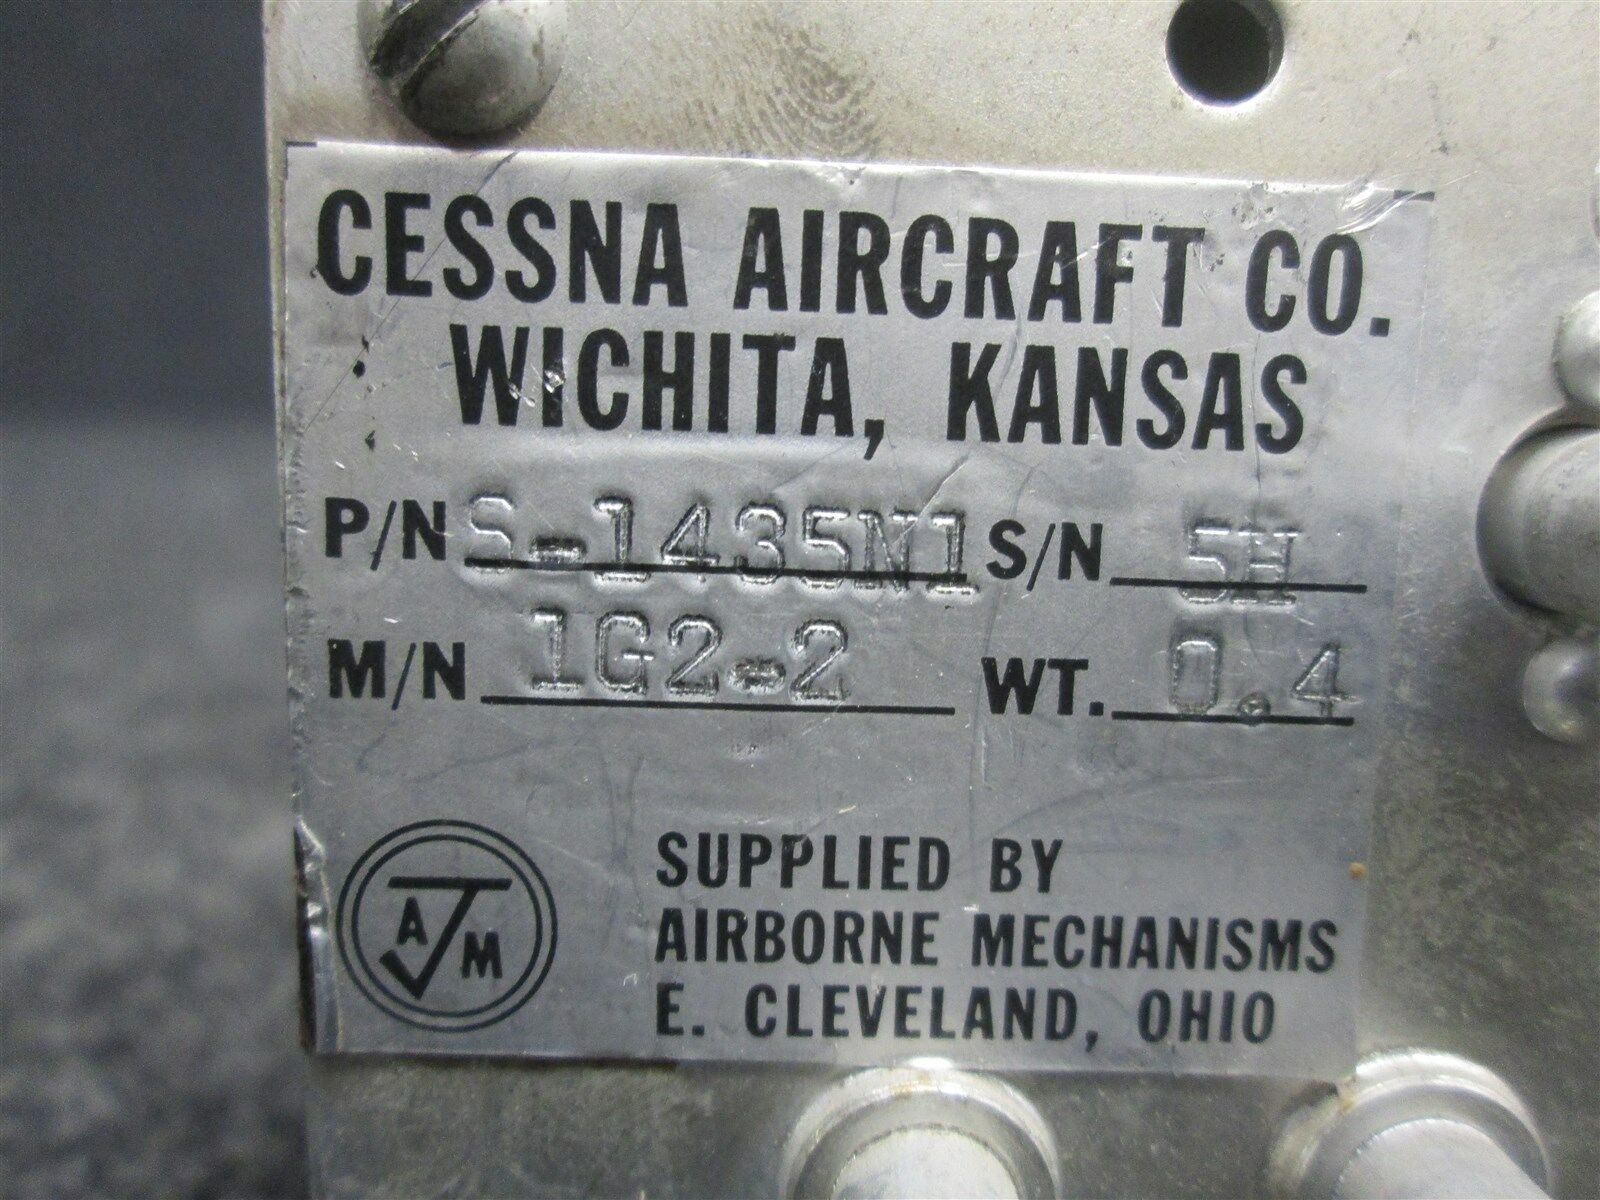 CESSNA AIRCRAFT CO.
WICHITA, KANSAS
P/N S-1435N1 S/N 5H
M/N 1G2-2 WT. 0.4
AJM
SUPPLIED BY
AIRBORNE MECHANISMS
E. CLEVELAND, OHIO